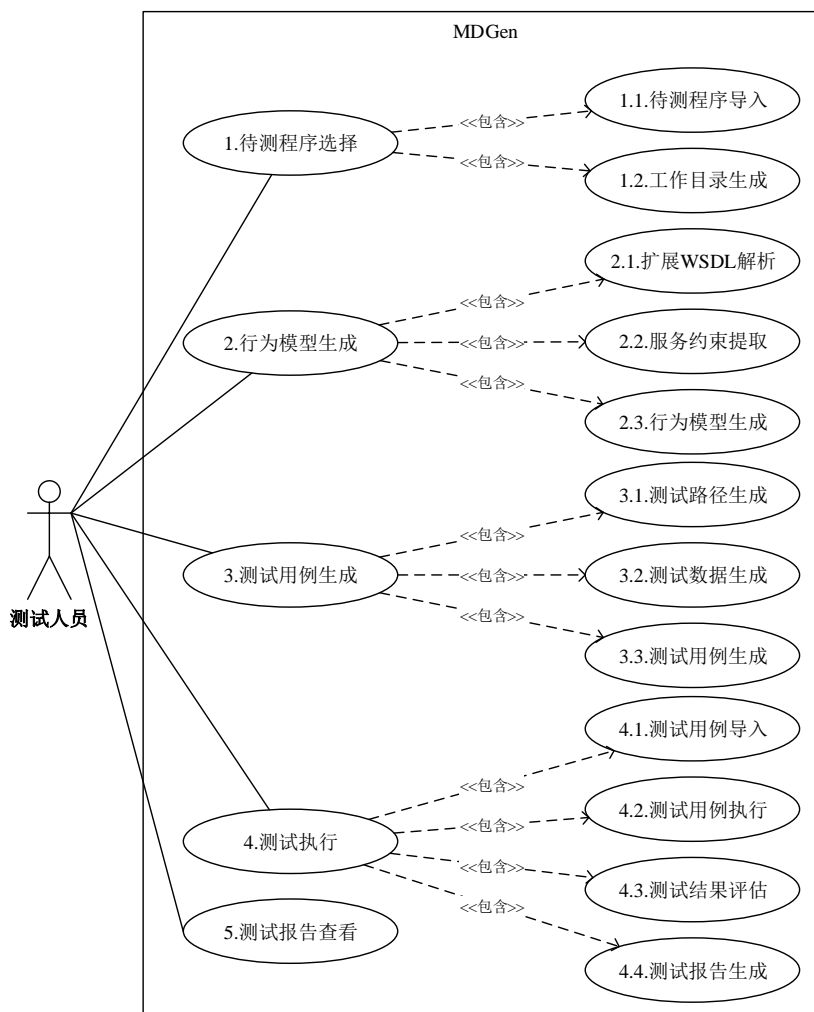 MDGen
1.待测程序选择
<<包含>>
1.1.待测程序导入
<<包含>>
1.2.工作目录生成
2.行为模型生成
<<包含>>
2.1.扩展WSDL解析
<<包含>>
2.2.服务约束提取
<<包含>>
2.3.行为模型生成
测试人员
3.测试用例生成
<<包含>>
3.1.测试路径生成
<<包含>>
3.2.测试数据生成
<<包含>>
3.3.测试用例生成
4.测试执行
<<包含>>
4.1.测试用例导入
<<包含>>
4.2.测试用例执行
<<包含>>
4.3.测试结果评估
<<包含>>
4.4.测试报告生成
5.测试报告查看